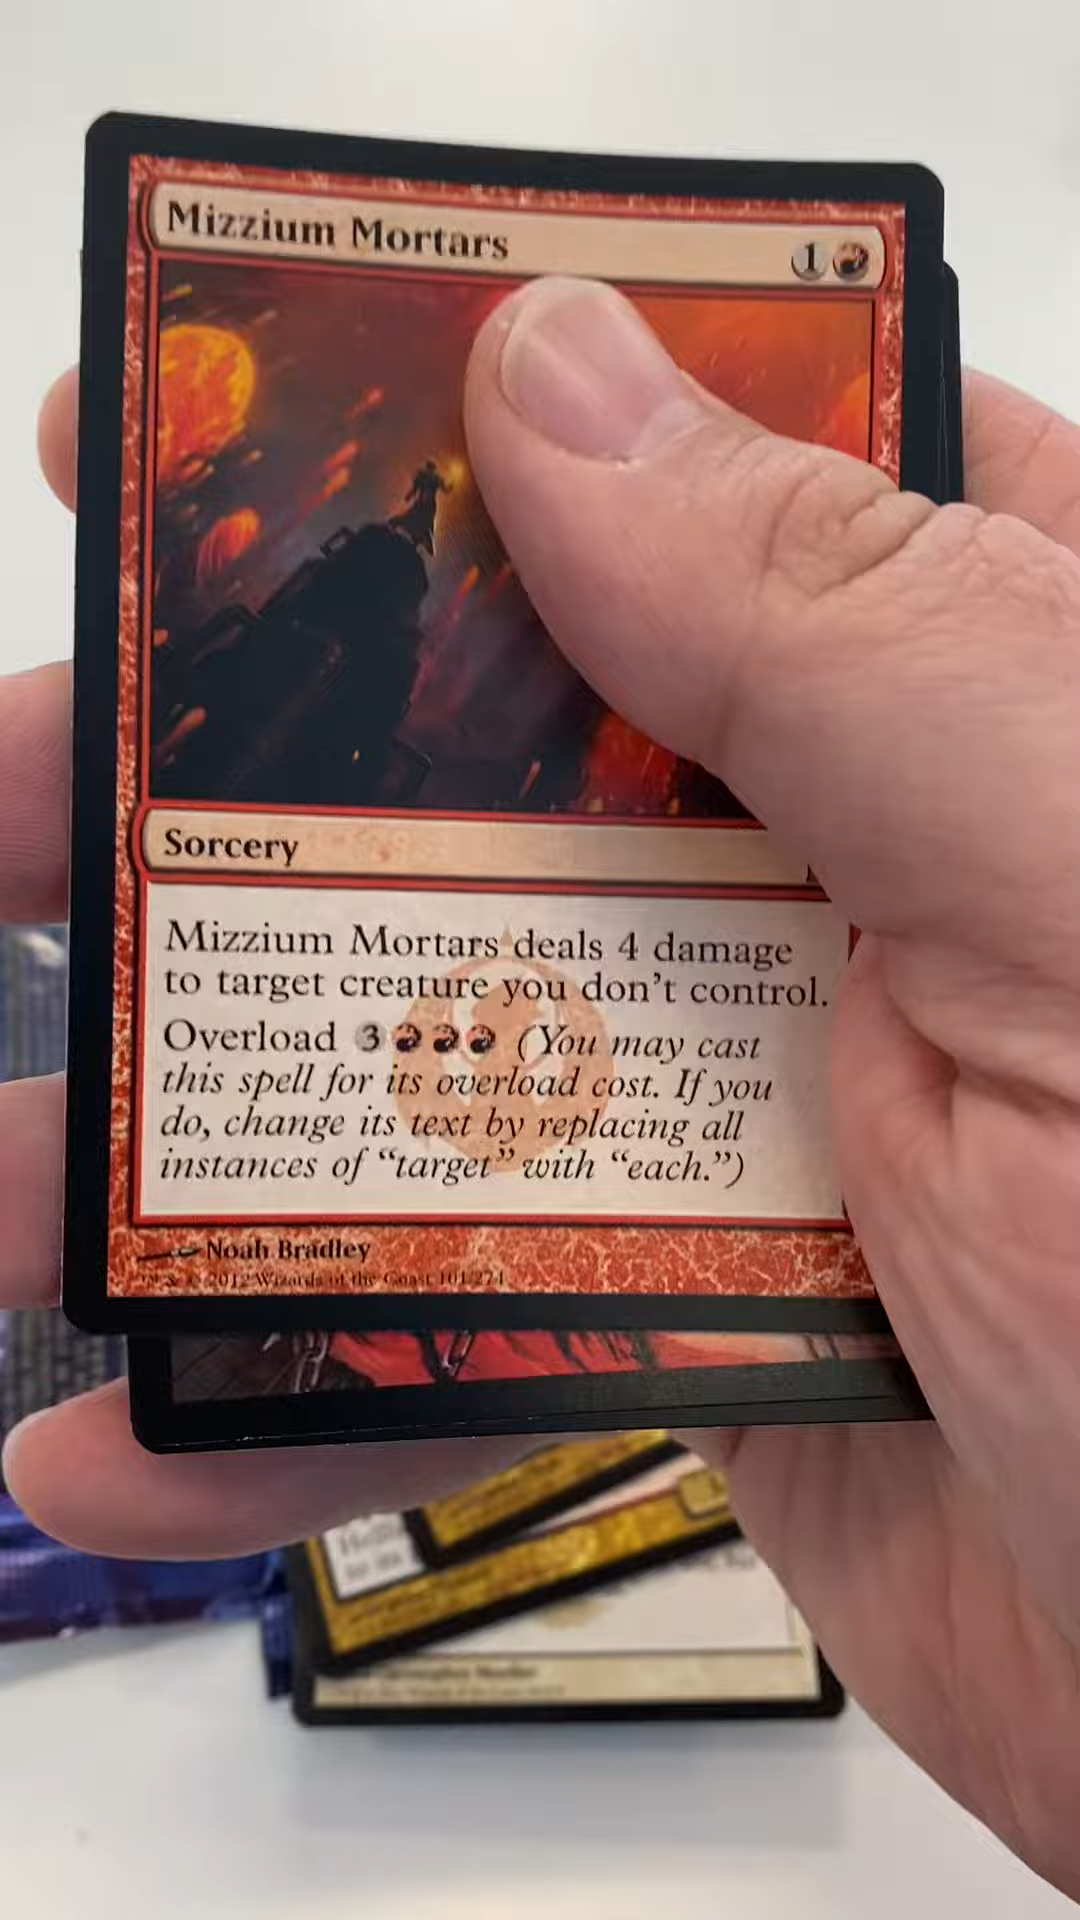 Mizzium Mortars
1
Sorcery
Mizzium Mortars deals 4 damage
to target creature you don't control.
Overload 3 (You may cast
this spell for its overload cost. If you
do, change its text by replacing all
instances of “target” with “each.”)
Noah Bradley
™ & © 2012 Wizards of the Coast 101/274